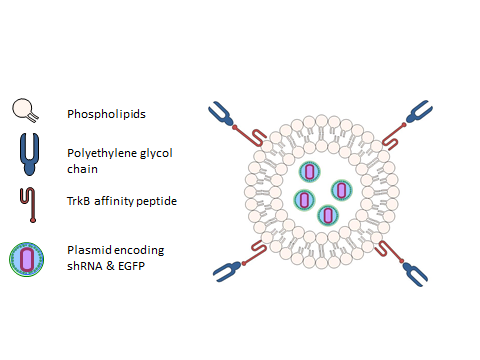 Phospholipids
Polyethylene glycol
chain
TrkB affinity peptide
Plasmid encoding
shRNA & EGFP